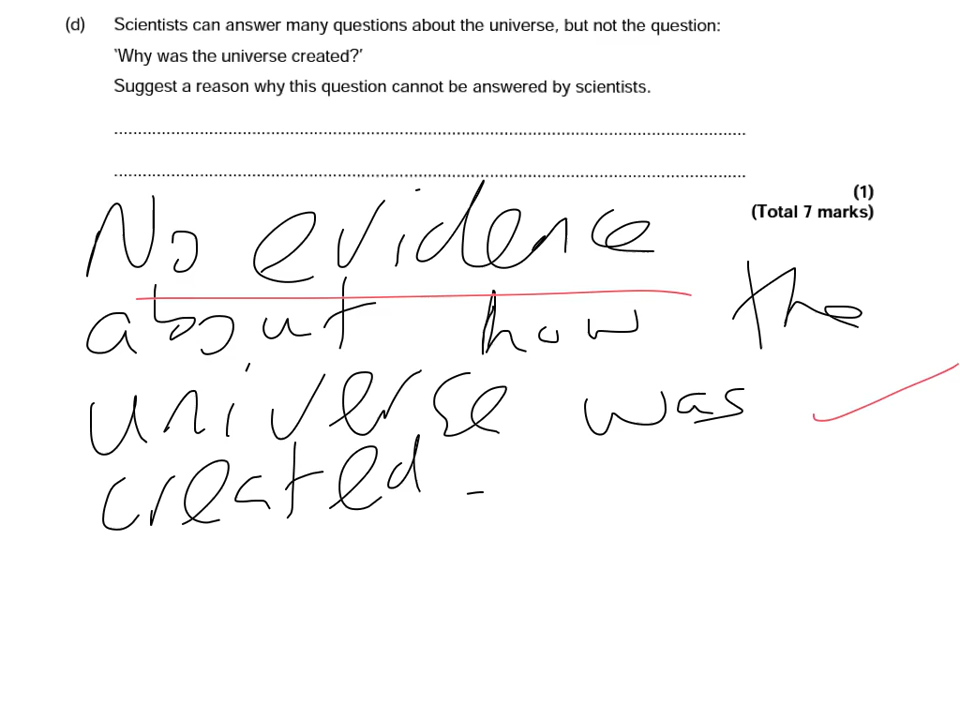 (d) Scientists can answer many questions about the universe, but not the question:
'Why was the universe created?'
Suggest a reason why this question cannot be answered by scientists.
(1)
(Total 7 marks)
No evidence
about how the
universe was
created.